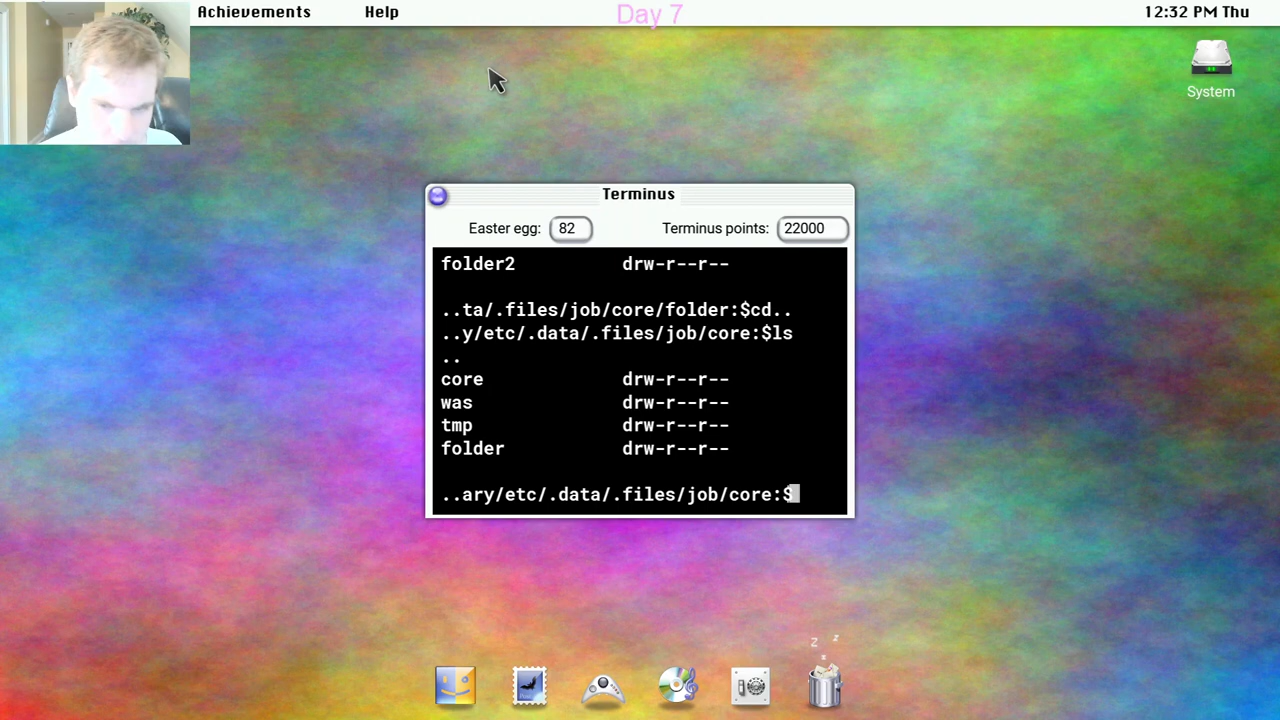 Achievements Help Day 7 12:32 PM Thu
System
Terminus
Easter egg: 82 Terminus points: 22000
folder2 drw-r--r--
..ta/.files/job/core/folder:$cd..
..y/etc/.data/.files/job/core:$ls
..
core drw-r--r--
was drw-r--r--
tmp drw-r--r--
folder drw-r--r--
..ary/etc/.data/.files/job/core:$
z z